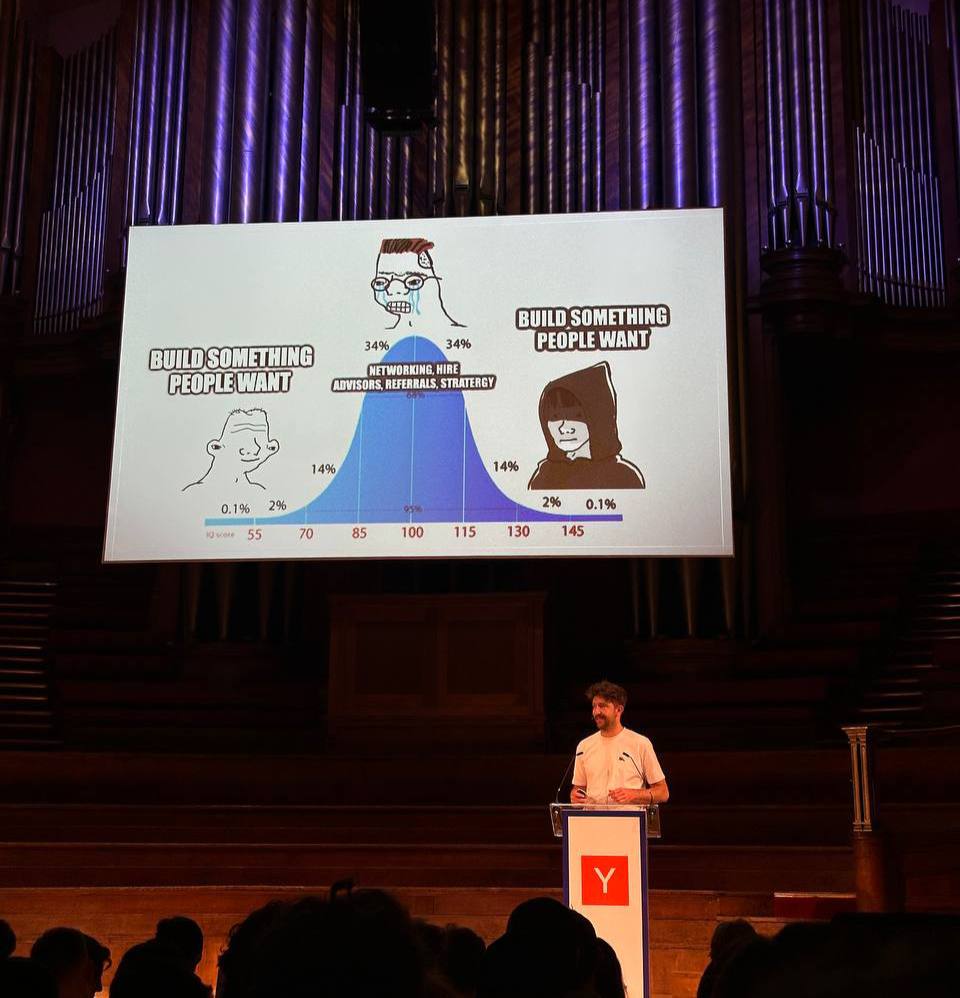 34%
34%
BUILD SOMETHING
PEOPLE WANT
BUILD SOMETHING
PEOPLE WANT
NETWORKING, HIRE
ADVISORS, REFERRALS, STRATERGY
68%
14%
14%
0.1%
2%
95%
2%
0.1%
IQ score
55
70
85
100
115
130
145
Y